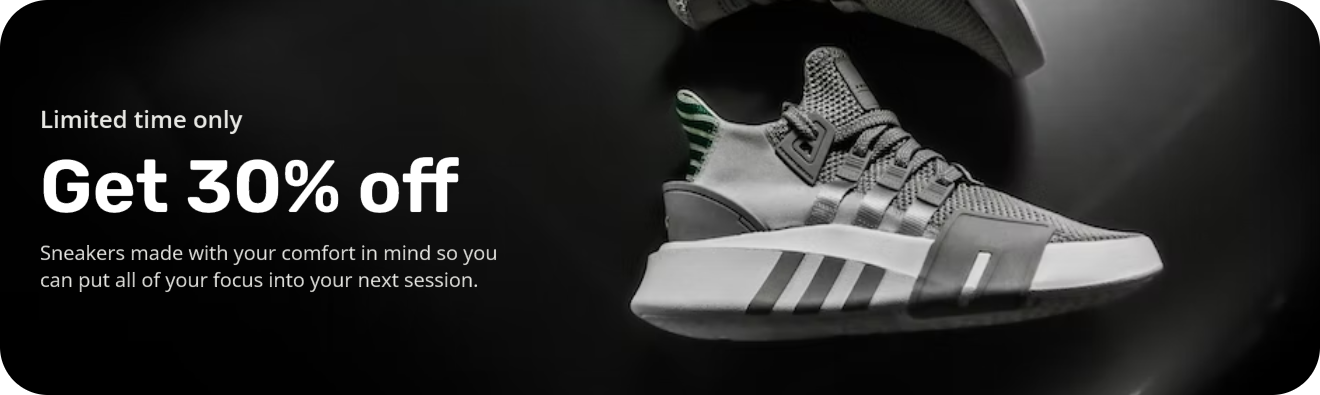 Limited time only
Get 30% off
Sneakers made with your comfort in mind so you
can put all of your focus into your next session.